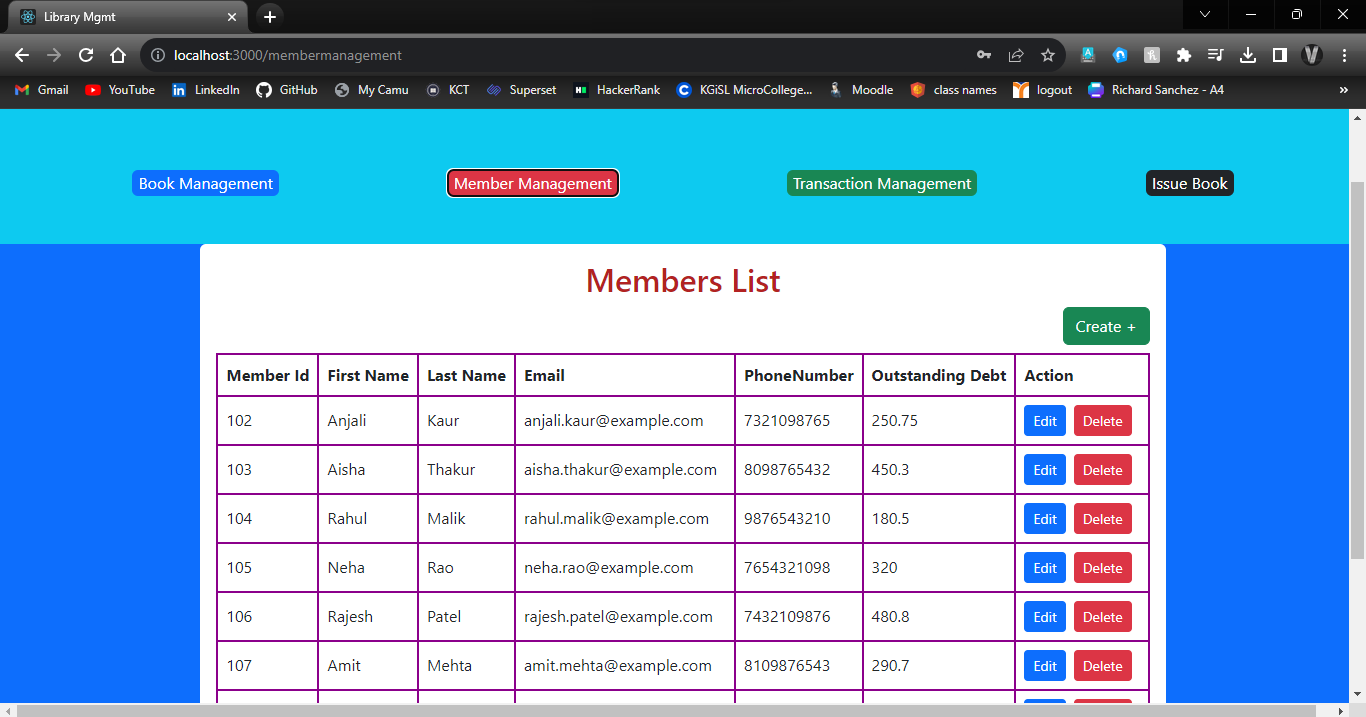 Library Mgmt
localhost:3000/membermanagement
Gmail YouTube LinkedIn GitHub My Camu KCT Superset HackerRank KGiSL MicroCollege... Moodle class names logout Richard Sanchez - A4 »
Book Management Member Management Transaction Management Issue Book
Members List
Create +
Member Id First Name Last Name Email PhoneNumber Outstanding Debt Action
102 Anjali Kaur anjali.kaur@example.com 7321098765 250.75 Edit Delete
103 Aisha Thakur aisha.thakur@example.com 8098765432 450.3 Edit Delete
104 Rahul Malik rahul.malik@example.com 9876543210 180.5 Edit Delete
105 Neha Rao neha.rao@example.com 7654321098 320 Edit Delete
106 Rajesh Patel rajesh.patel@example.com 7432109876 480.8 Edit Delete
107 Amit Mehta amit.mehta@example.com 8109876543 290.7 Edit Delete